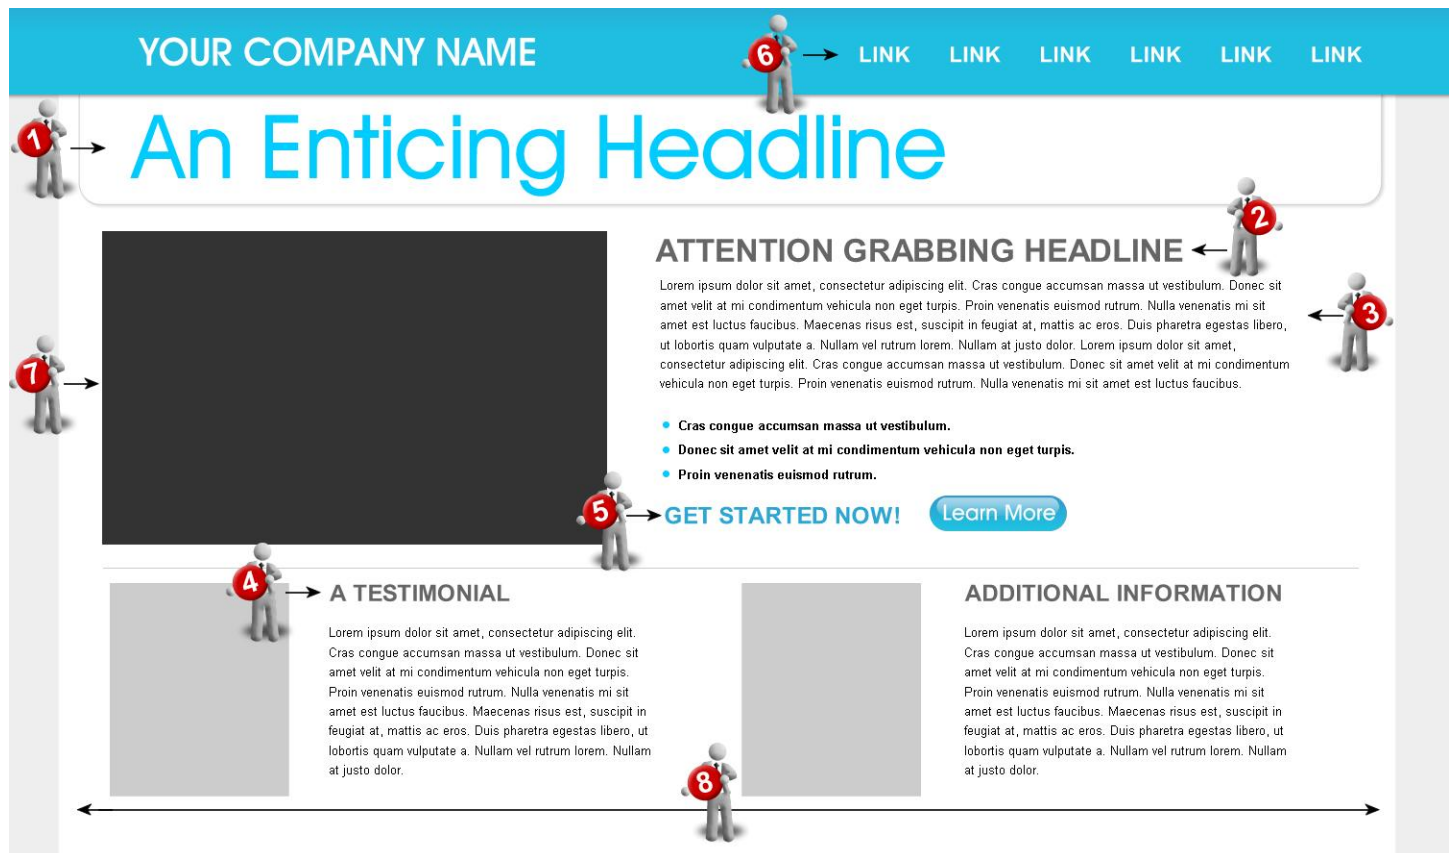 YOUR COMPANY NAME
6
LINK LINK LINK LINK LINK LINK
1
An Enticing Headline
2
ATTENTION GRABBING HEADLINE
3
Lorem ipsum dolor sit amet, consectetur adipiscing elit. Cras congue accumsan massa ut vestibulum. Donec sit
amet velit at mi condimentum vehicula non eget turpis. Proin venenatis euismod rutrum. Nulla venenatis mi sit
amet est luctus faucibus. Maecenas risus est, suscipit in feugiat at, mattis ac eros. Duis pharetra egestas libero,
ut lobortis quam vulputate a. Nullam vel rutrum lorem. Nullam at justo dolor. Lorem ipsum dolor sit amet,
consectetur adipiscing elit. Cras congue accumsan massa ut vestibulum. Donec sit amet velit at mi condimentum
vehicula non eget turpis. Proin venenatis euismod rutrum. Nulla venenatis mi sit amet est luctus faucibus.
7
Cras congue accumsan massa ut vestibulum.
Donec sit amet velit at mi condimentum vehicula non eget turpis.
Proin venenatis euismod rutrum.
5
GET STARTED NOW! Learn More
4
A TESTIMONIAL
Lorem ipsum dolor sit amet, consectetur adipiscing elit.
Cras congue accumsan massa ut vestibulum. Donec sit
amet velit at mi condimentum vehicula non eget turpis.
Proin venenatis euismod rutrum. Nulla venenatis mi sit
amet est luctus faucibus. Maecenas risus est, suscipit in
feugiat at, mattis ac eros. Duis pharetra egestas libero, ut
lobortis quam vulputate a. Nullam vel rutrum lorem. Nullam
at justo dolor.
ADDITIONAL INFORMATION
Lorem ipsum dolor sit amet, consectetur adipiscing elit.
Cras congue accumsan massa ut vestibulum. Donec sit
amet velit at mi condimentum vehicula non eget turpis.
Proin venenatis euismod rutrum. Nulla venenatis mi sit
amet est luctus faucibus. Maecenas risus est, suscipit in
feugiat at, mattis ac eros. Duis pharetra egestas libero, ut
lobortis quam vulputate a. Nullam vel rutrum lorem. Nullam
at justo dolor.
8